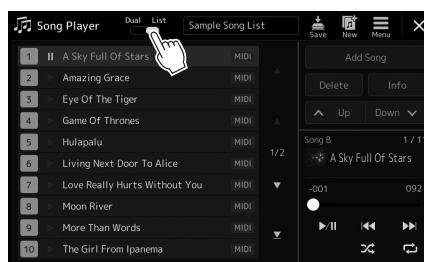 Song Player
Dual List
Sample Song List
Save
New
Menu
1 A Sky Full Of Stars MIDI
2 Amazing Grace MIDI
3 Eye Of The Tiger MIDI
4 Game Of Thrones MIDI
5 Hulapalu MIDI
6 Living Next Door To Alice MIDI
7 Love Really Hurts Without You MIDI
8 Moon River MIDI
9 More Than Words MIDI
10 The Girl From Ipanema MIDI
1/2
Add Song
Delete
Info
Up
Down
Song B
A Sky Full Of Stars
-001
092